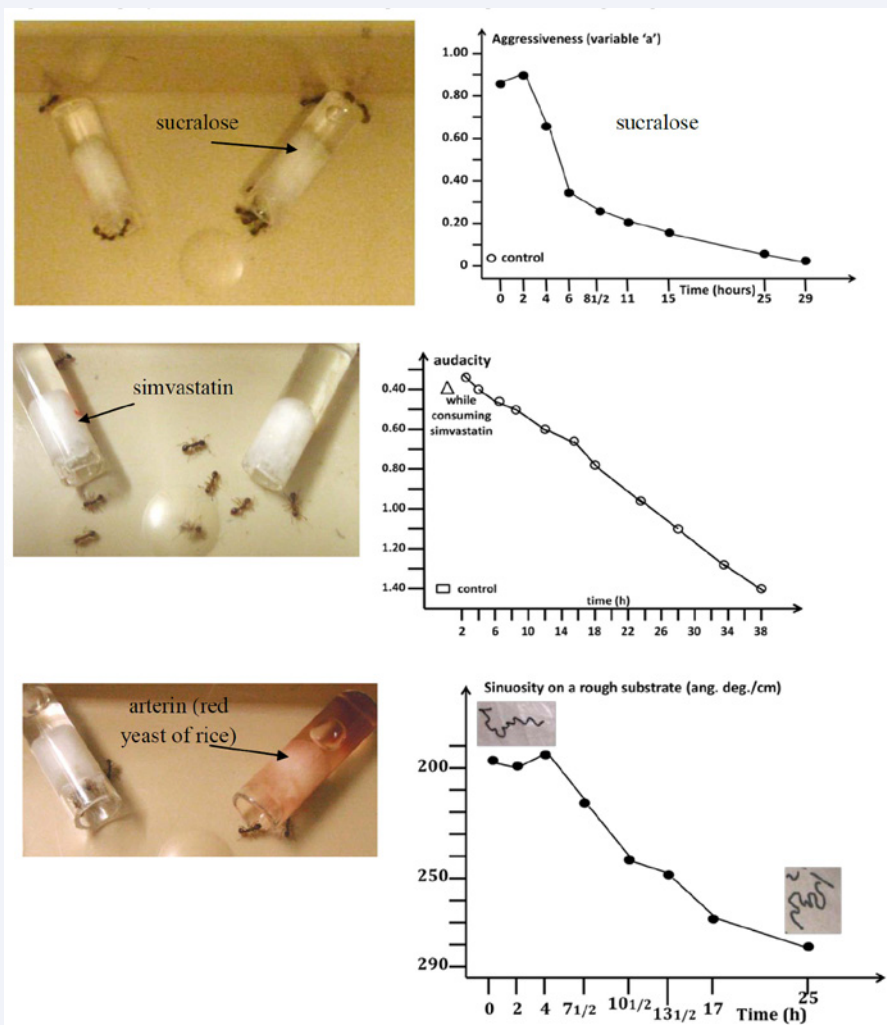 sucralose
Aggressiveness (variable ‘a’)
1.00
0.80
0.60
0.40
0.20
0
sucralose
control
Time (hours)
0 2 4 6 81/2 11 15 25 29
simvastatin
audacity
0.40
0.60
0.80
1.00
1.20
1.40
while
consuming
simvastatin
control
time (h)
2 6 10 14 18 22 26 30 34 38
arterin (red
yeast of rice)
Sinuosity on a rough substrate (ang. deg./cm)
200
250
290
0 2 4 71/2 101/2 131/2 17 25
Time (h)